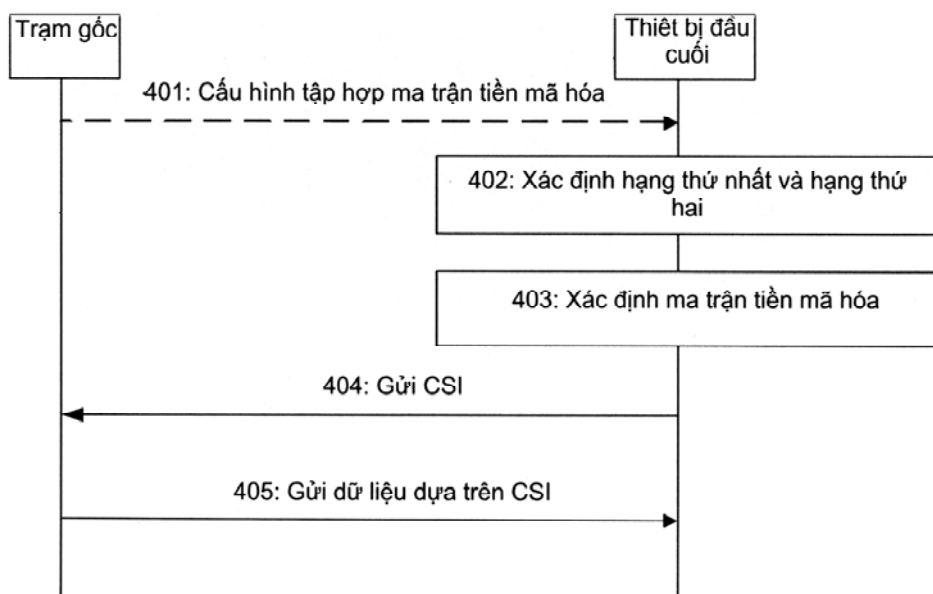 Trạm gốc
Thiết bị đầu
cuối
401: Cấu hình tập hợp ma trận tiền mã hóa
402: Xác định hạng thứ nhất và hạng thứ
hai
403: Xác định ma trận tiền mã hóa
404: Gửi CSI
405: Gửi dữ liệu dựa trên CSI